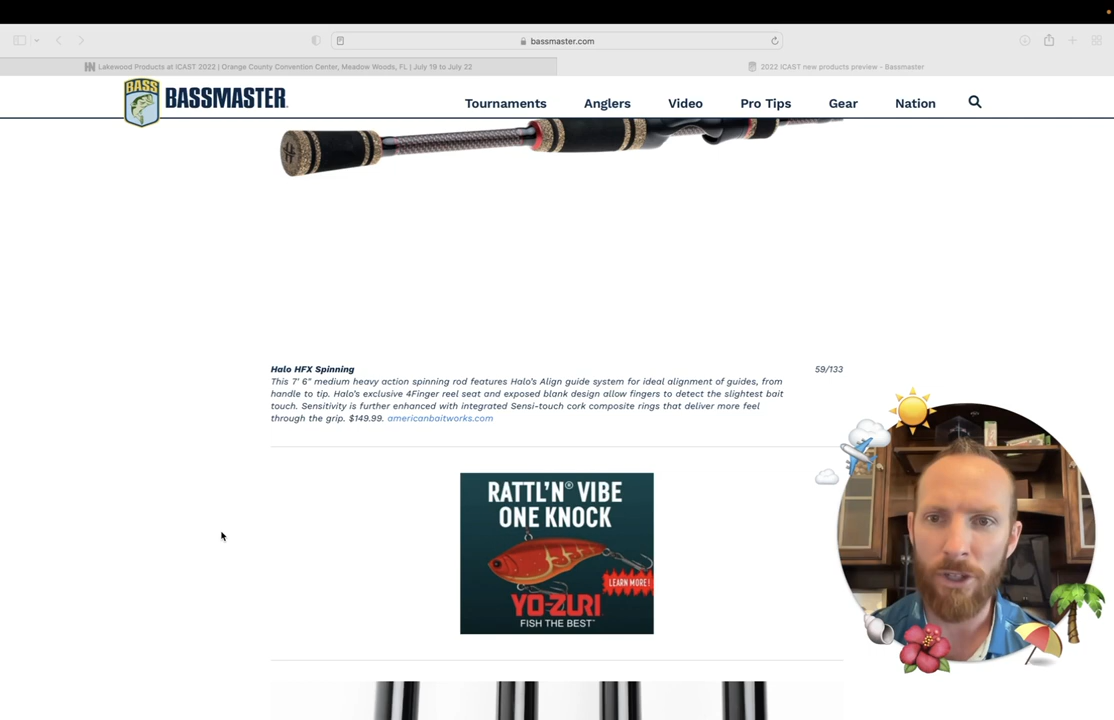 bassmaster.com
Lakewood Products at ICAST 2022 | Orange County Convention Center, Meadow Woods, FL | July 19 to July 22
2022 ICAST new products preview - Bassmaster
BASS
BASSMASTER
Tournaments
Anglers
Video
Pro Tips
Gear
Nation
Halo HFX Spinning
59/133
This 7' 6" medium heavy action spinning rod features Halo's Align guide system for ideal alignment of guides, from
handle to tip. Halo's exclusive 4Finger reel seat and exposed blank design allow fingers to detect the slightest bait
touch. Sensitivity is further enhanced with integrated Sensi-touch cork composite rings that deliver more feel
through the grip. $149.99. americanbaitworks.com
RATTL'N® VIBE
ONE KNOCK
LEARN MORE!
YO-ZURI
FISH THE BEST™